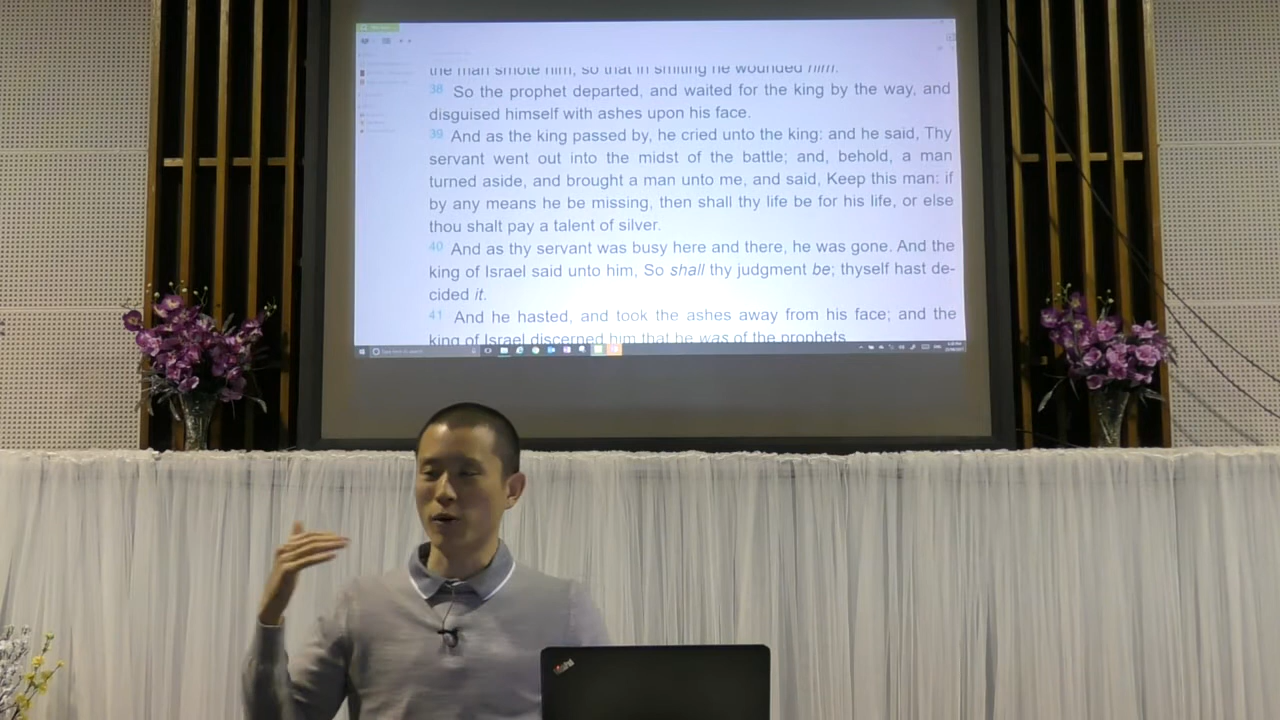 the man smote him, so that in smiting he wounded him.
38 So the prophet departed, and waited for the king by the way, and
disguised himself with ashes upon his face.
39 And as the king passed by, he cried unto the king: and he said, Thy
servant went out into the midst of the battle; and, behold, a man
turned aside, and brought a man unto me, and said, Keep this man: if
by any means he be missing, then shall thy life be for his life, or else
thou shalt pay a talent of silver.
40 And as thy servant was busy here and there, he was gone. And the
king of Israel said unto him, So shall thy judgment be; thyself hast de-
cided it.
41 And he hasted, and took the ashes away from his face; and the
king of Israel discerned him that he was of the prophets
Type here to search